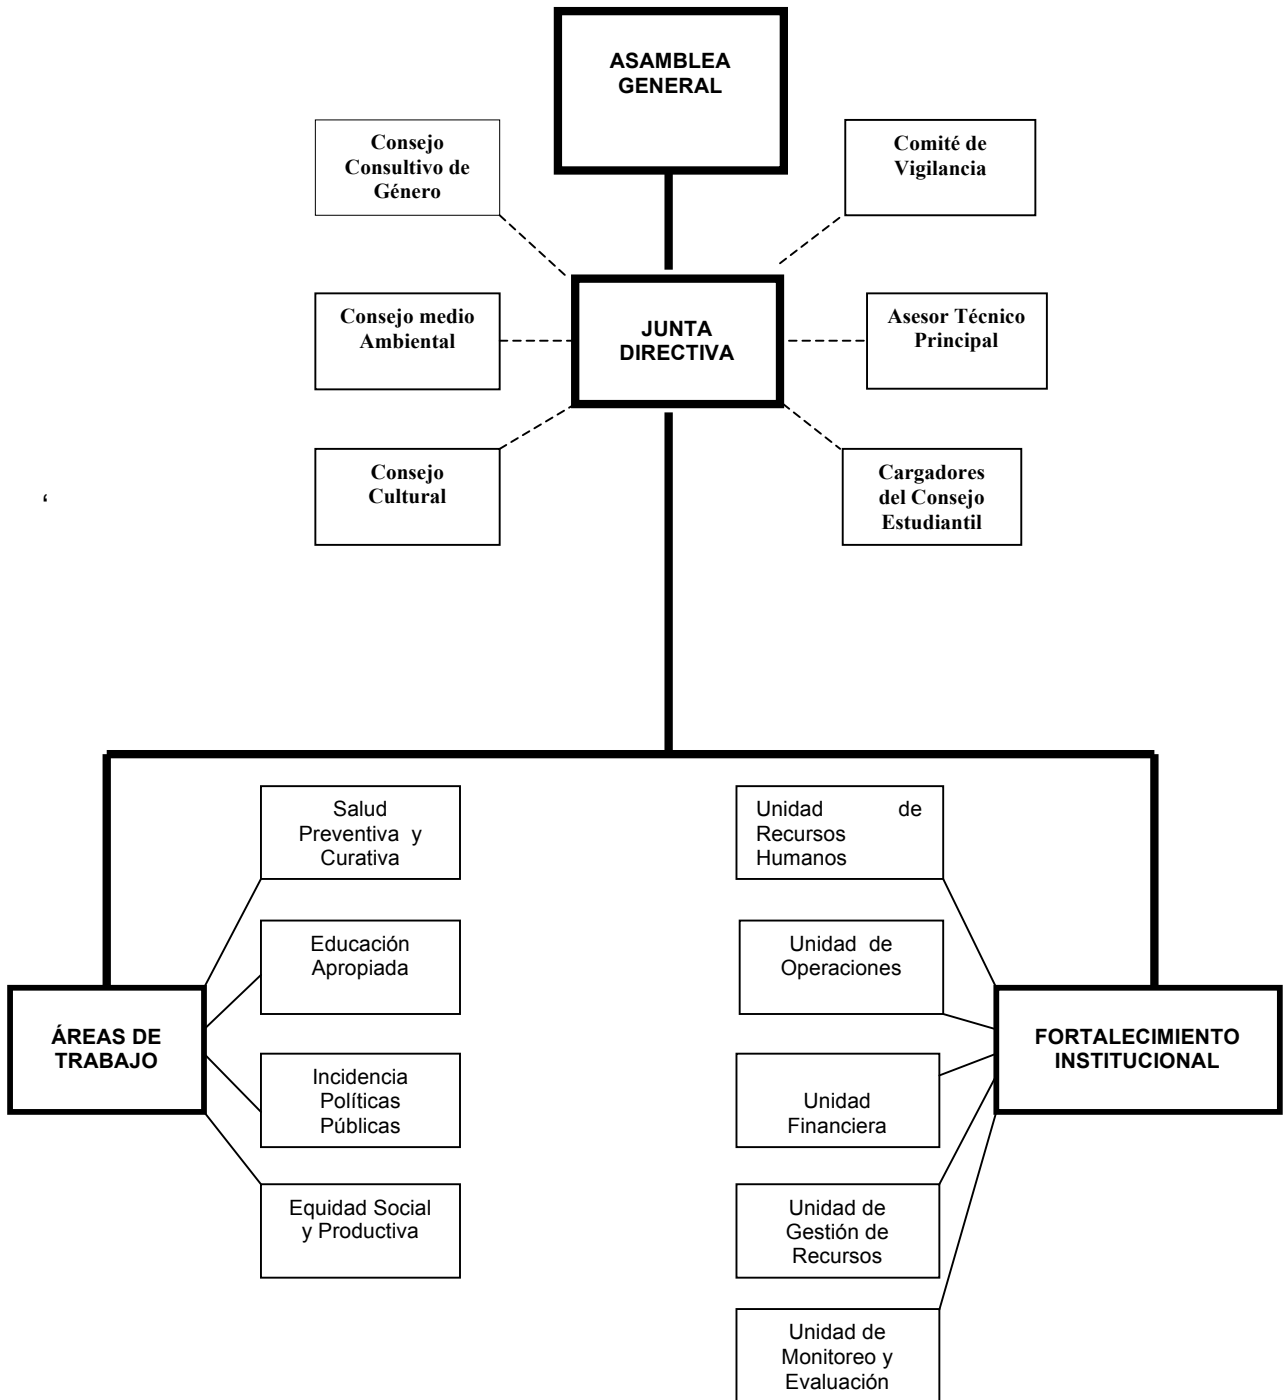 ASAMBLEA
GENERAL
Consejo
Consultivo de
Género
Comité de
Vigilancia
Consejo medio
Ambiental
JUNTA
DIRECTIVA
Asesor Técnico
Principal
Consejo
Cultural
Cargadores
del Consejo
Estudiantil
‘
Salud
Preventiva y
Curativa
Unidad de
Recursos
Humanos
Educación
Apropiada
Unidad de
Operaciones
ÁREAS DE
TRABAJO
FORTALECIMIENTO
INSTITUCIONAL
Incidencia
Políticas
Públicas
Unidad
Financiera
Equidad Social
y Productiva
Unidad de
Gestión de
Recursos
Unidad de
Monitoreo y
Evaluación